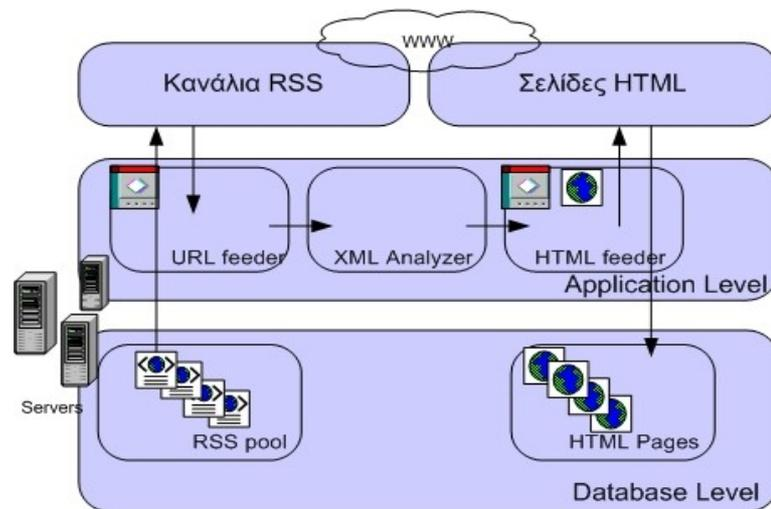 www
Κανάλια RSS
Σελίδες HTML
URL feeder
XML Analyzer
HTML feeder
Application Level
Servers
RSS pool
HTML Pages
Database Level